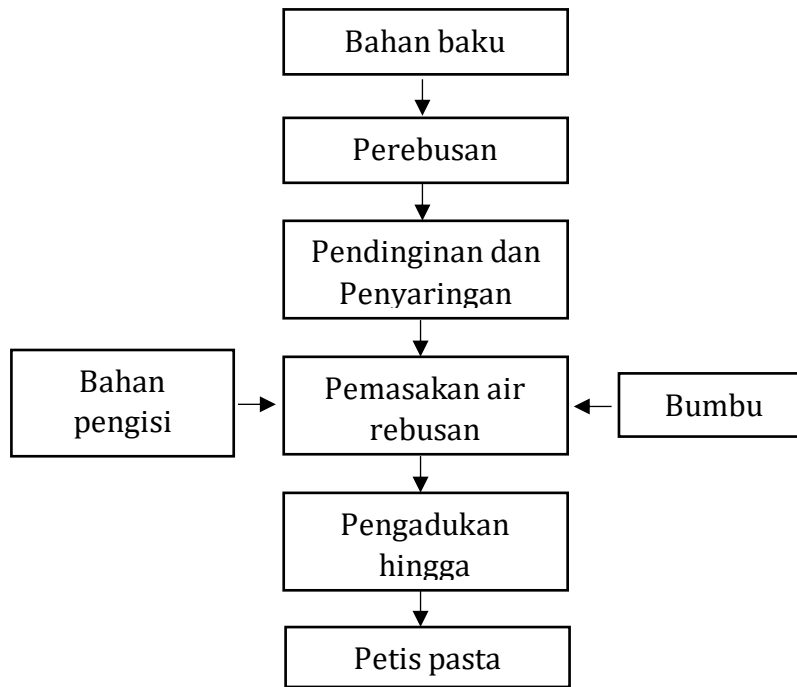 Bahan baku
Perebusan
Pendinginan dan
Penyaringan
Bahan
pengisi
Pemasakan air
rebusan
Bumbu
Pengadukan
hingga
Petis pasta